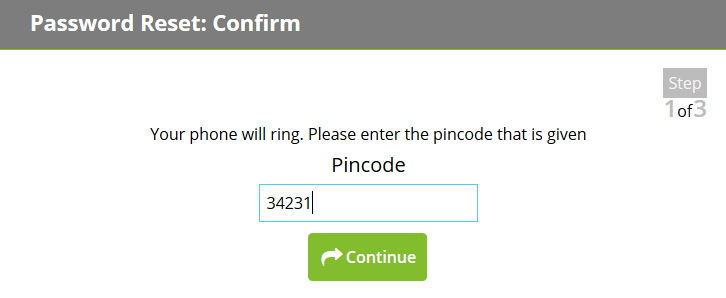 Password Reset: Confirm
Step
1of3
Your phone will ring. Please enter the pincode that is given
Pincode
34231
Continue